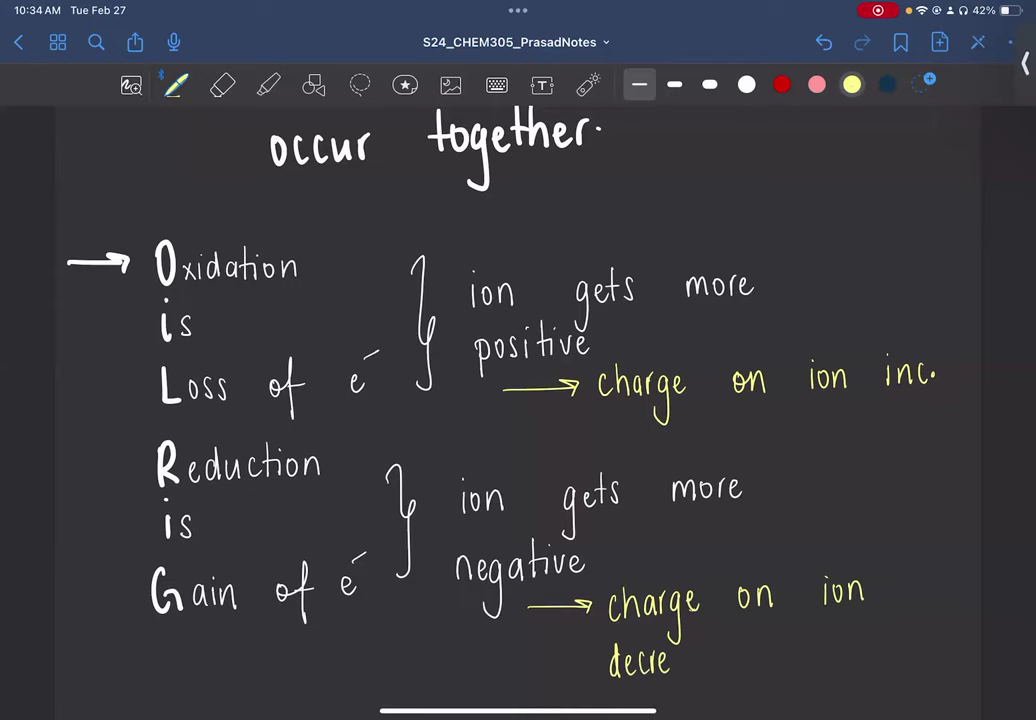 10:34 AM Tue Feb 27
42%
S24_CHEM305_PrasadNotes
occur together.
Oxidation
is
Loss of e⁻
ion gets more
positive
→ charge on ion inc.
Reduction
is
Gain of e⁻
ion gets more
negative
→ charge on ion
decre